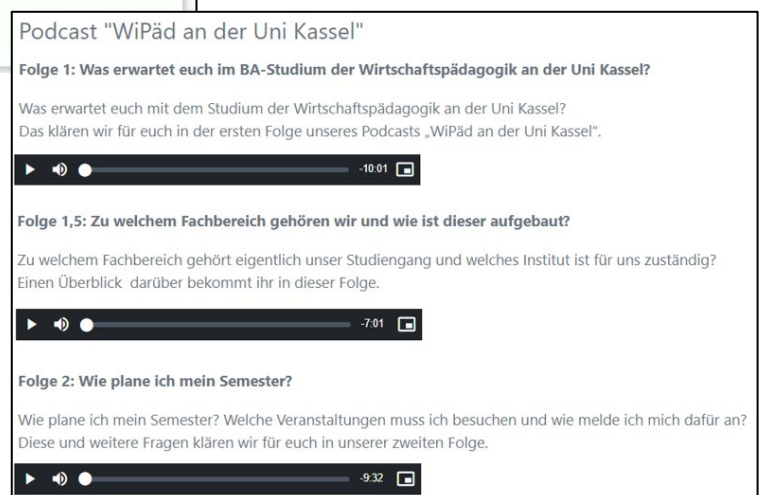 Podcast "WiPäd an der Uni Kassel"
Folge 1: Was erwartet euch im BA-Studium der Wirtschaftspädagogik an der Uni Kassel?
Was erwartet euch mit dem Studium der Wirtschaftspädagogik an der Uni Kassel?
Das klären wir für euch in der ersten Folge unseres Podcasts „WiPäd an der Uni Kassel“.
-10:01
Folge 1,5: Zu welchem Fachbereich gehören wir und wie ist dieser aufgebaut?
Zu welchem Fachbereich gehört eigentlich unser Studiengang und welches Institut ist für uns zuständig?
Einen Überblick darüber bekommt ihr in dieser Folge.
-7:01
Folge 2: Wie plane ich mein Semester?
Wie plane ich mein Semester? Welche Veranstaltungen muss ich besuchen und wie melde ich mich dafür an?
Diese und weitere Fragen klären wir für euch in unserer zweiten Folge.
-9:32